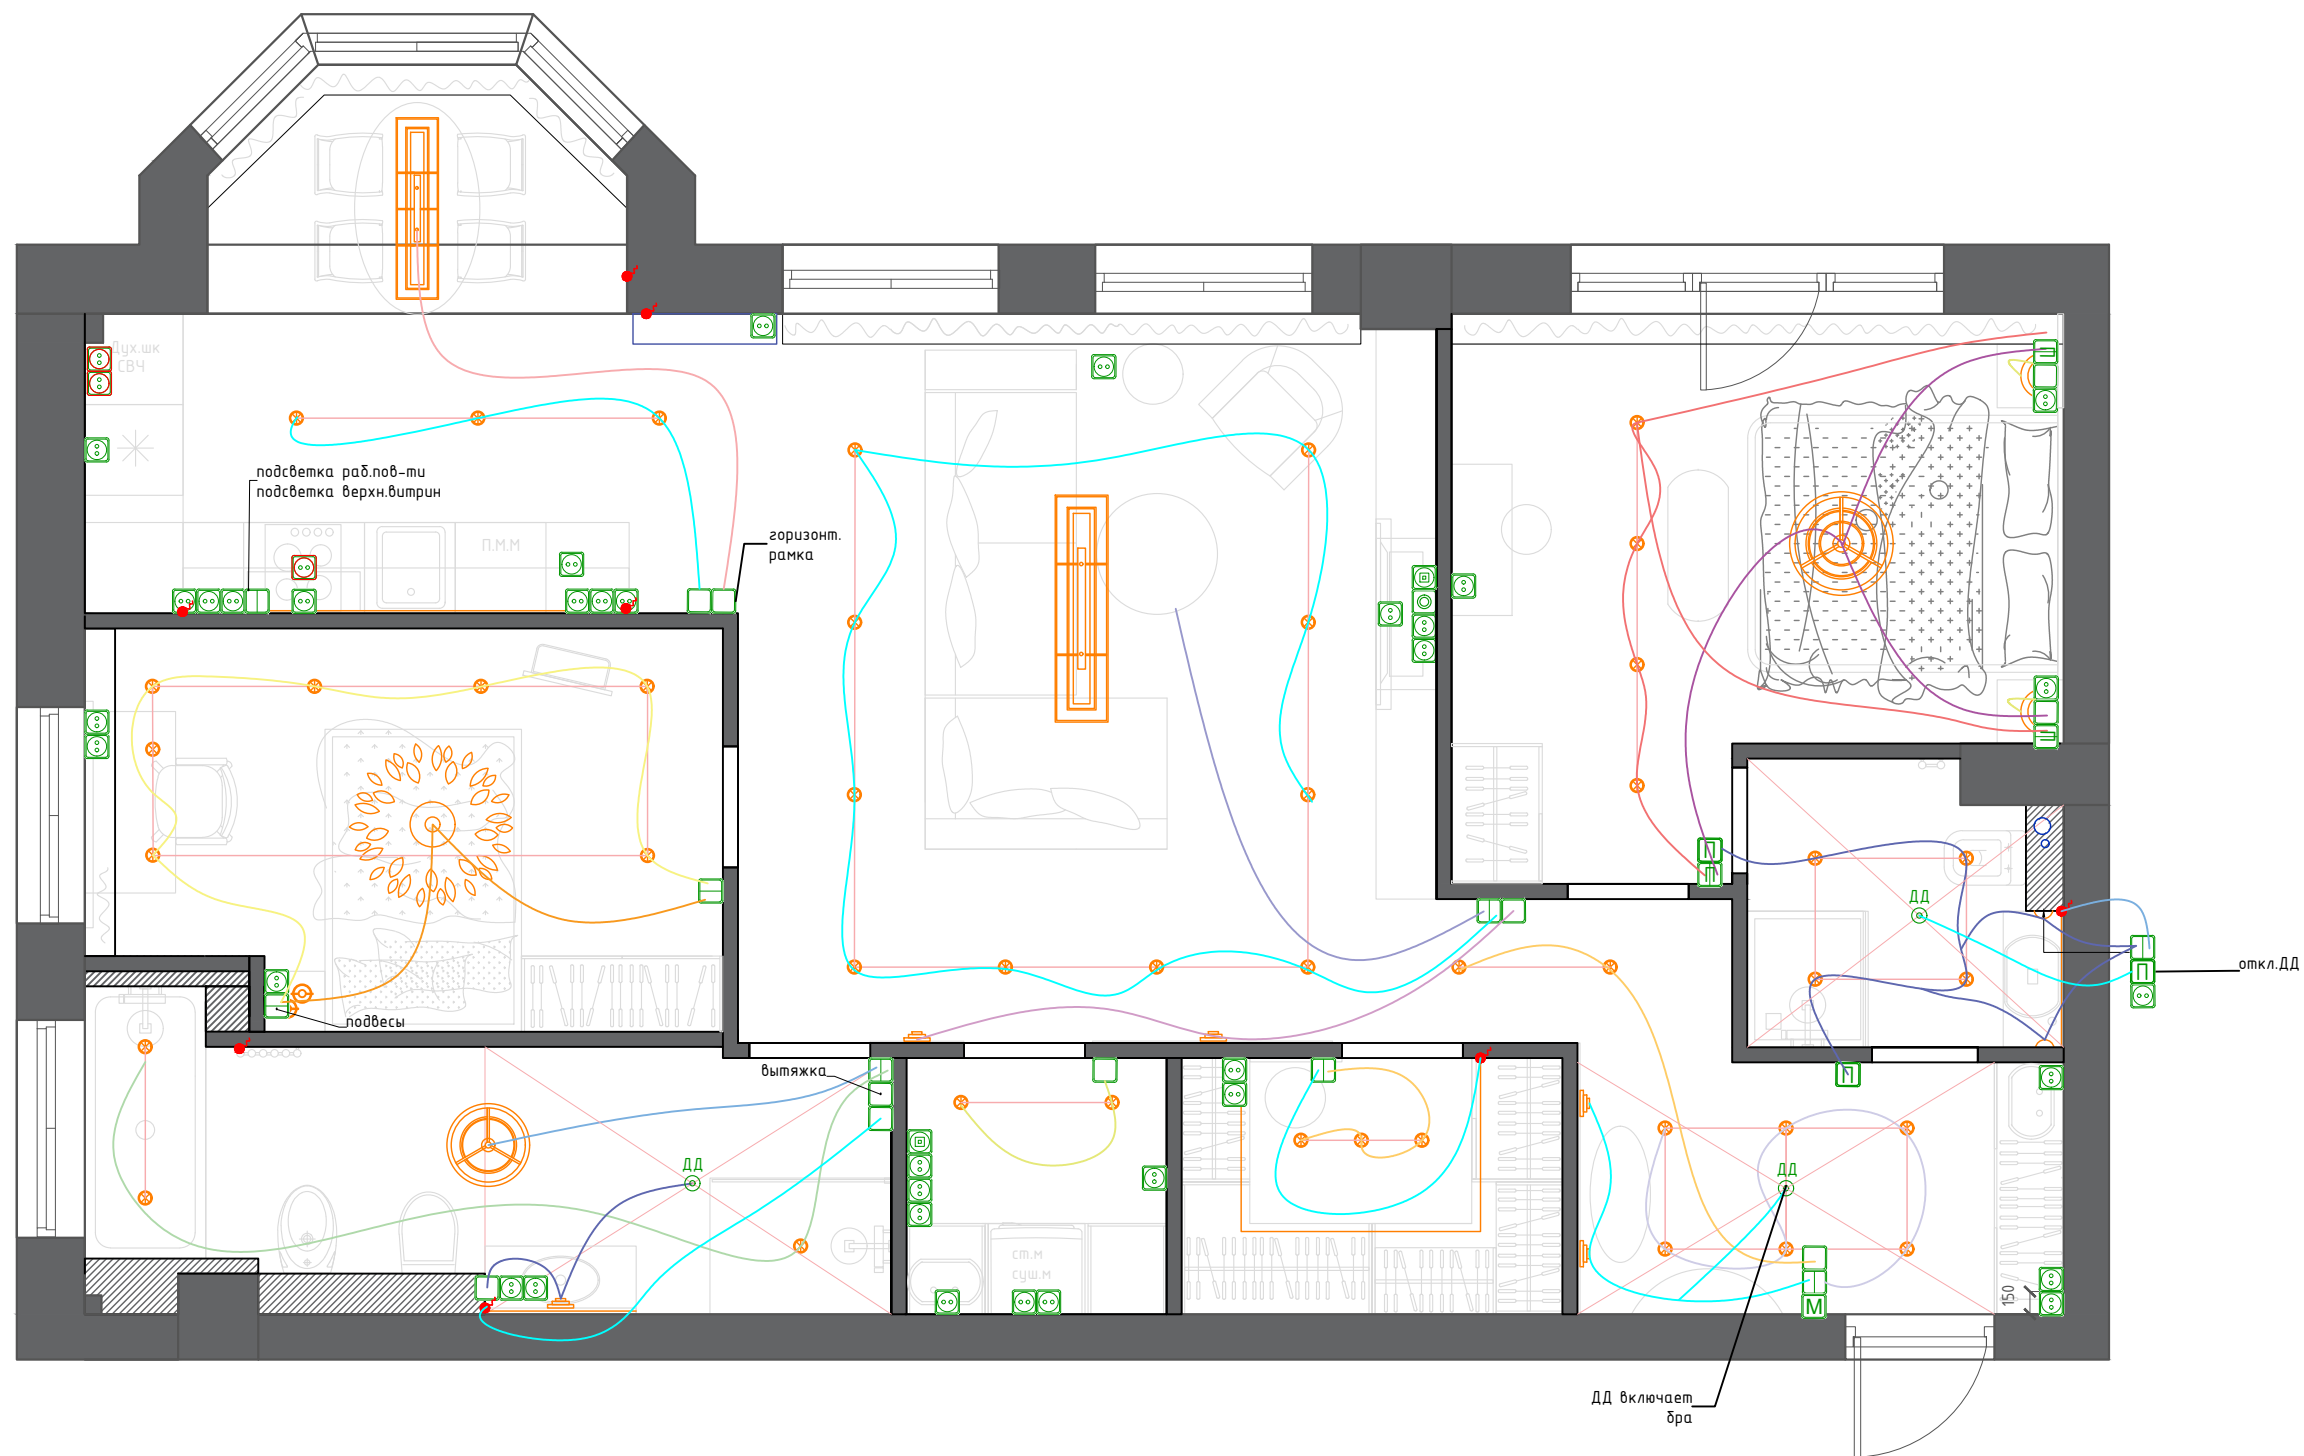 Дух.шк
СВЧ
подсветка раб.пов-ти
подсветка верхн.витрин
П.М.М
горизонт.
рамка
подвесы
вытяжка
ДД
П
П
ДД
П
откл.ДД
П
ДД
ст.м
суш.м
М
150
ДД включает
бра